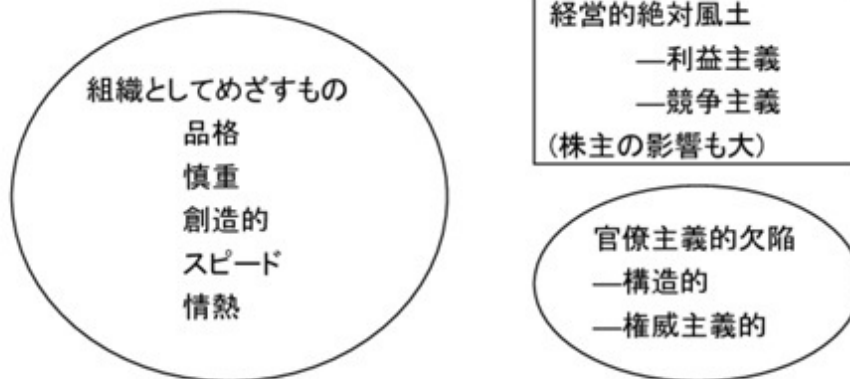 組織としてめざすもの
品格
慎重
創造的
スピード
情熱
経営的絶対風土
—利益主義
—競争主義
(株主の影響も大)
官僚主義的欠陥
—構造的
—権威主義的